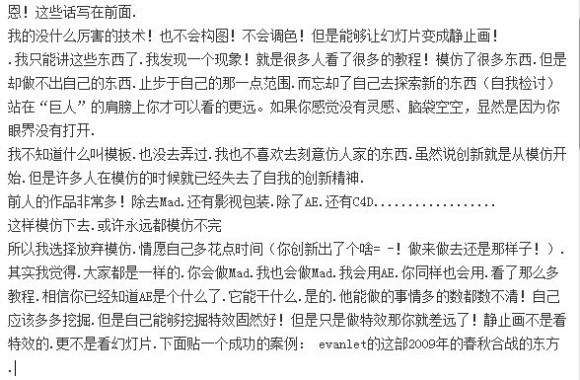 恩！这些话写在前面.
我的没什么厉害的技术！也不会构图！不会调色！但是能够让幻灯片变成静止画！
.我只能讲这些东西了.我发现一个现象！就是很多人看了很多的教程！模仿了很多东西.但是
却做不出自己的东西.止步于自己的那一点范围.而忘却了自己去探索新的东西（自我检讨）
站在“巨人”的肩膀上你才可以看的更远。如果你感觉没有灵感、脑袋空空，显然是因为你
眼界没有打开.
我不知道什么叫模板.也没去弄过.我也不喜欢去刻意仿人家的东西.虽然说创新就是从模仿开
始.但是许多人在模仿的时候就已经失去了自我的创新精神.
前人的作品非常多！除去Mad.还有影视包装.除了AE.还有C4D..................
这样模仿下去.或许永远都模仿不完
所以我选择放弃模仿.情愿自己多花点时间（你创新出了个啥= -！做来做去还是那样子！）.
其实我觉得.大家都是一样的.你会做Mad.我也会做Mad.我会用AE.你同样也会用.看了那么多
教程.相信你已经知道AE是个什么了.它能干什么.是的.他能做的事情多的数都数不清！自己
应该多多挖掘.但是自己能够挖掘特效固然好！但是只是做特效那你就差远了！静止画不是看
特效的.更不是看幻灯片.下面贴一个成功的案例： evanlet的这部2009年的春秋合战的东方
.